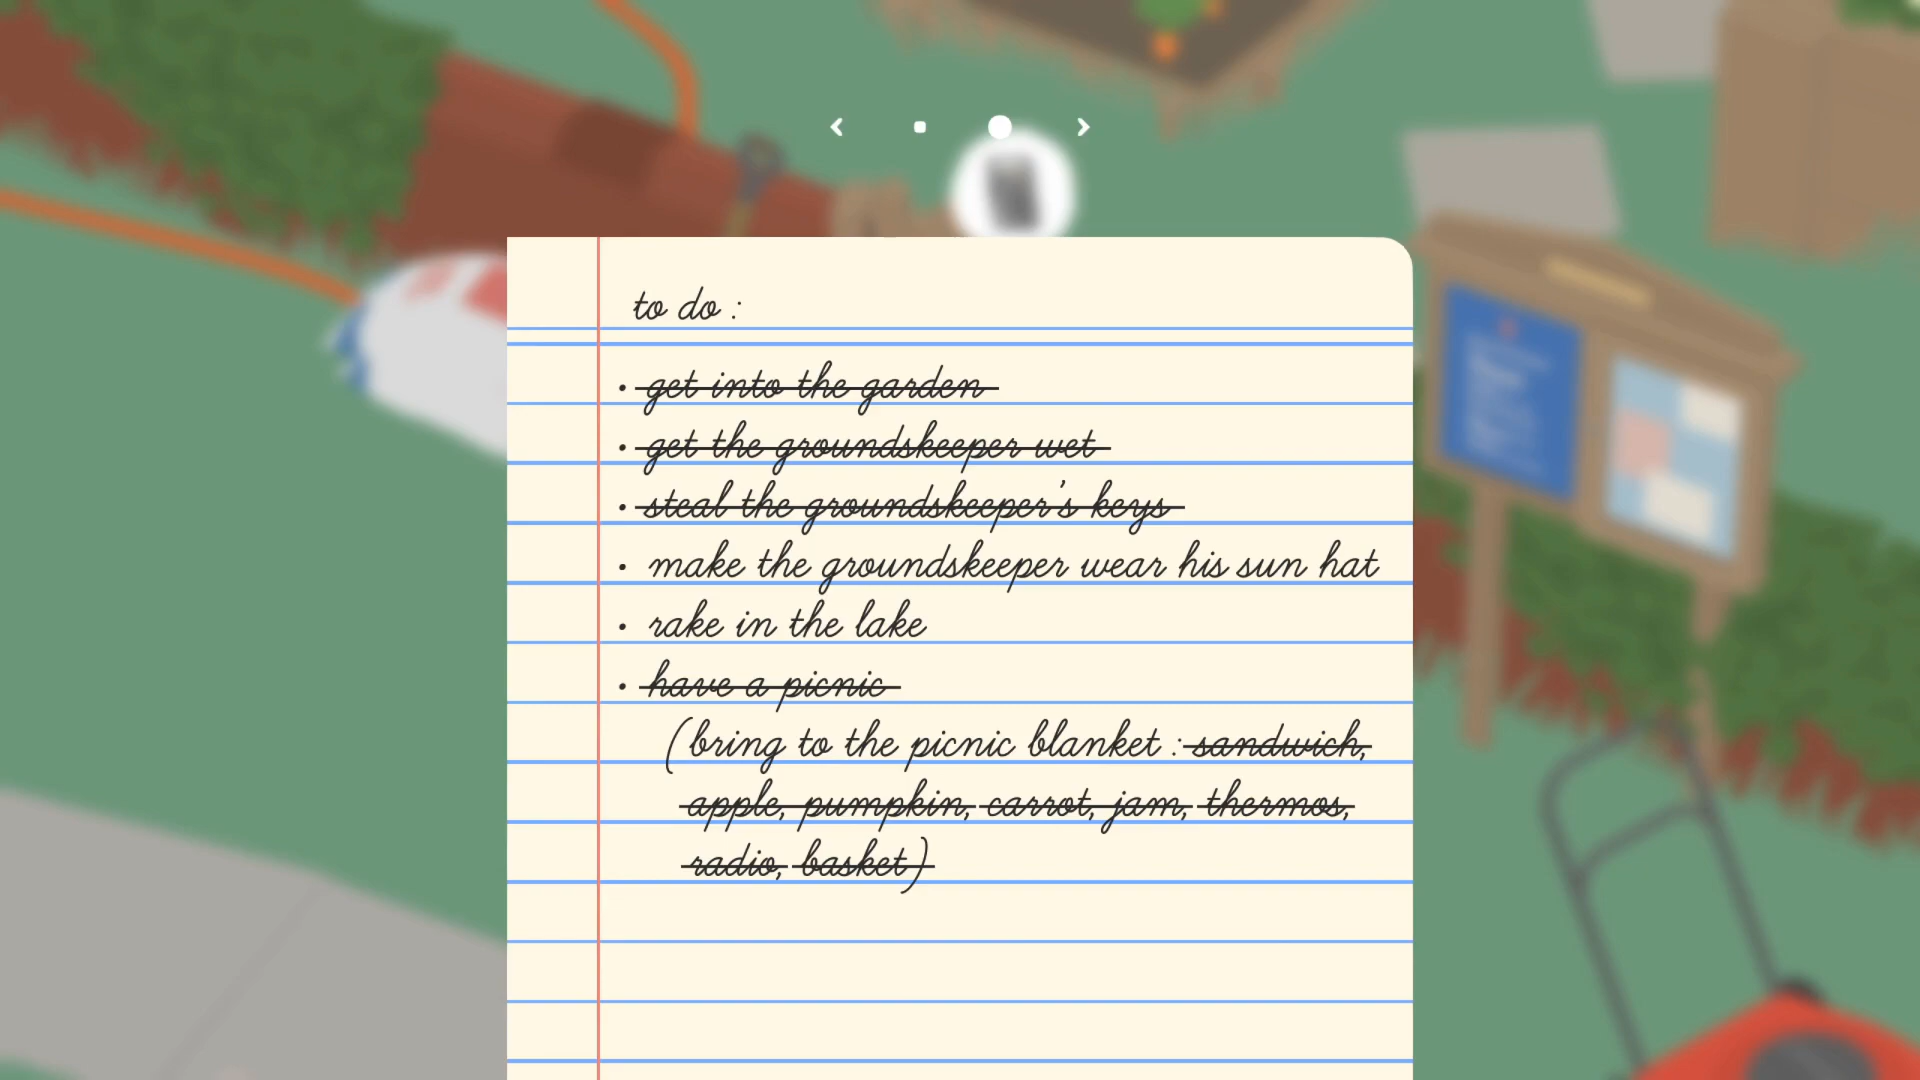 to do :
• get into the garden
• get the groundskeeper wet
• steal the groundskeeper's keys
• make the groundskeeper wear his sun hat
• rake in the lake
• have a picnic
(bring to the picnic blanket : sandwich,
apple, pumpkin, carrot, jam, thermos,
radio, basket)